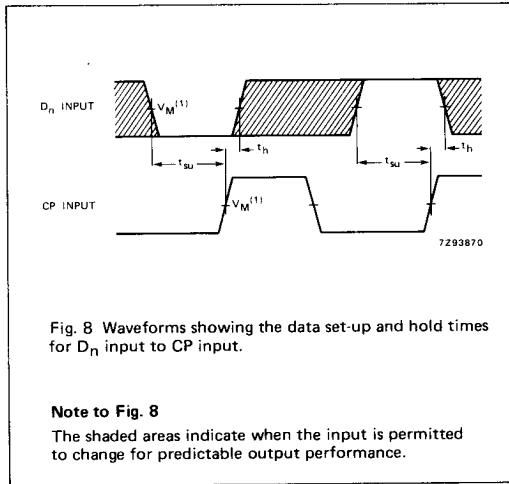 Dn INPUT
VM(1)
th
tsu
tsu
th
CP INPUT
VM(1)
7Z93870
Fig. 8 Waveforms showing the data set-up and hold times
for Dn input to CP input.
Note to Fig. 8
The shaded areas indicate when the input is permitted
to change for predictable output performance.